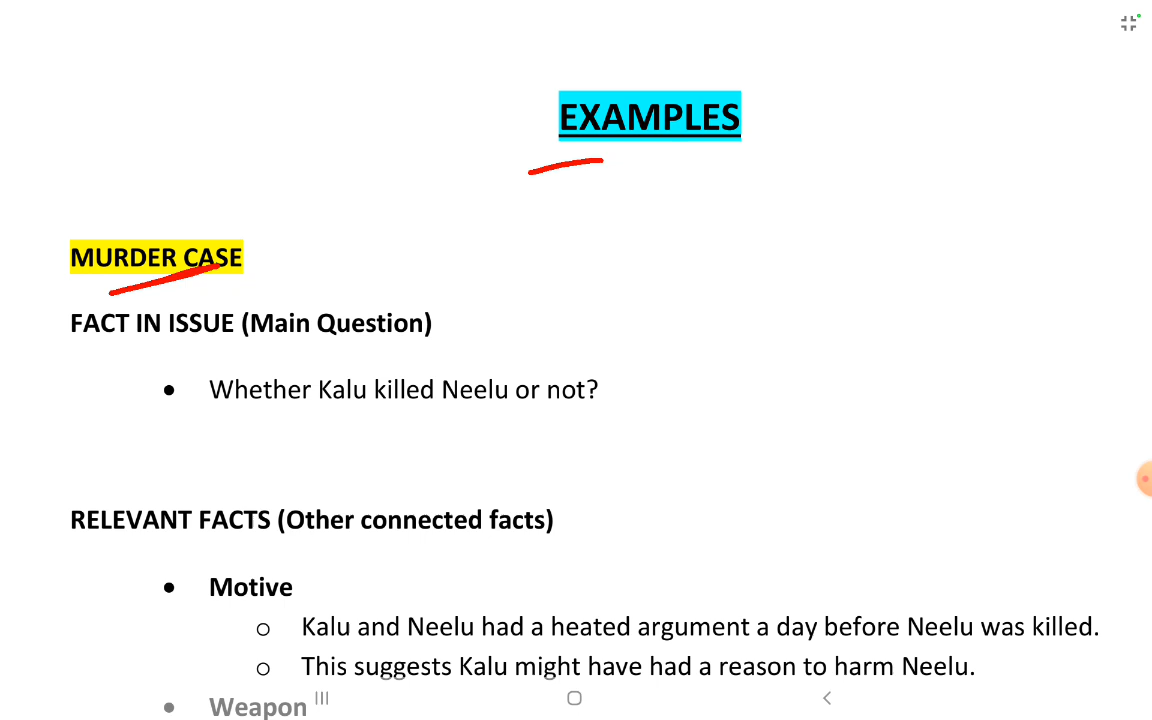 EXAMPLES
MURDER CASE
FACT IN ISSUE (Main Question)
• Whether Kalu killed Neelu or not?
RELEVANT FACTS (Other connected facts)
• Motive
o Kalu and Neelu had a heated argument a day before Neelu was killed.
o This suggests Kalu might have had a reason to harm Neelu.
• Weapon